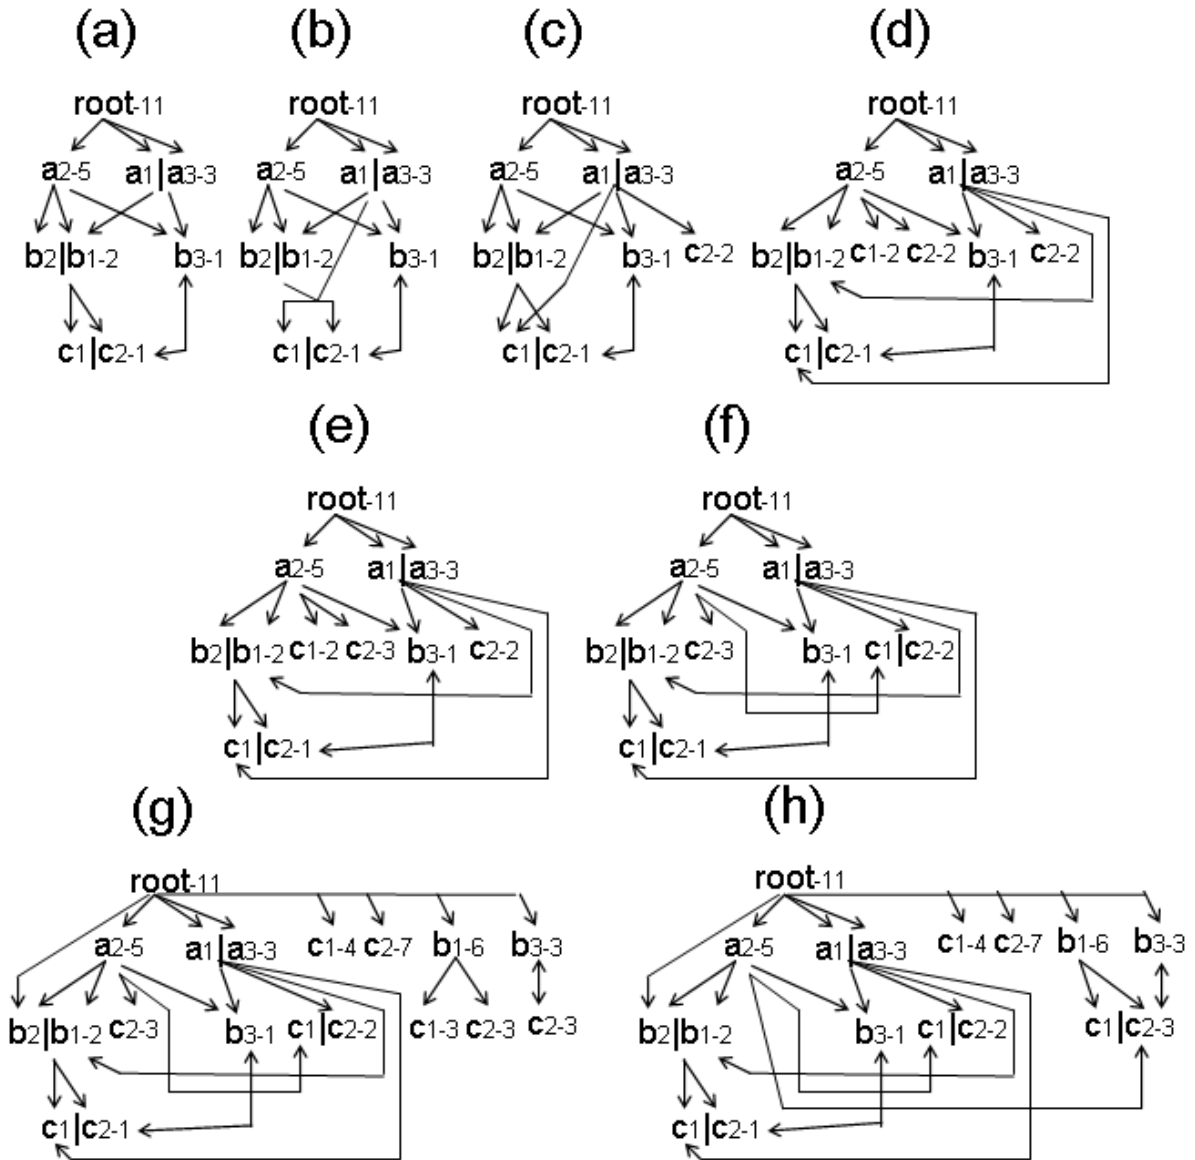 (a) (b) (c) (d)
root-11 root-11 root-11 root-11
a2-5 a1|a3-3 a2-5 a1|a3-3 a2-5 a1|a3-3 a2-5 a1|a3-3
b2|b1-2 b3-1 b2|b1-2 b3-1 b2|b1-2 b3-1 c2-2 b2|b1-2 c1-2 c2-2 b3-1 c2-2
c1|c2-1 c1|c2-1 c1|c2-1 c1|c2-1
(e) (f)
root-11 root-11
a2-5 a1|a3-3 a2-5 a1|a3-3
b2|b1-2 c1-2 c2-3 b3-1 c2-2 b2|b1-2 c2-3 b3-1 c1|c2-2
c1|c2-1 c1|c2-1
(g) (h)
root-11 root-11
a2-5 a1|a3-3 c1-4 c2-7 b1-6 b3-3 a2-5 a1|a3-3 c1-4 c2-7 b1-6 b3-3
b2|b1-2 c2-3 b3-1 c1|c2-2 c1-3 c2-3 c2-3 b2|b1-2 b3-1 c1|c2-2 c1|c2-3
c1|c2-1 c1|c2-1